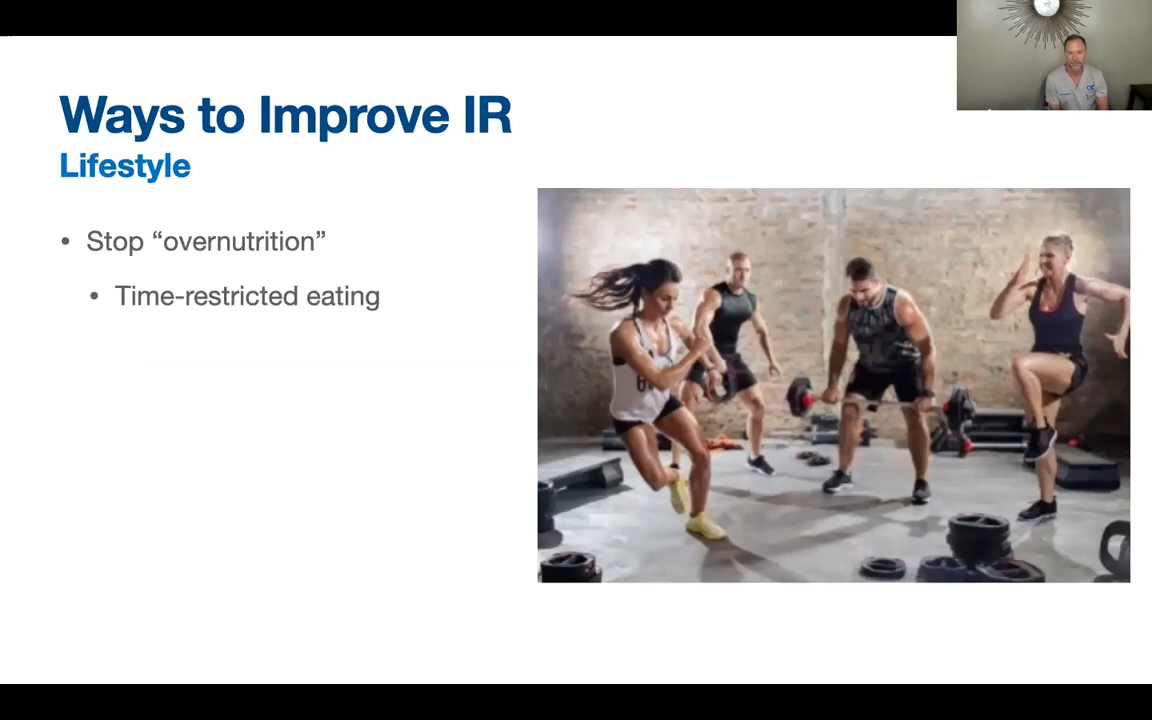 Ways to Improve IR
Lifestyle
• Stop “overnutrition”
• Time-restricted eating